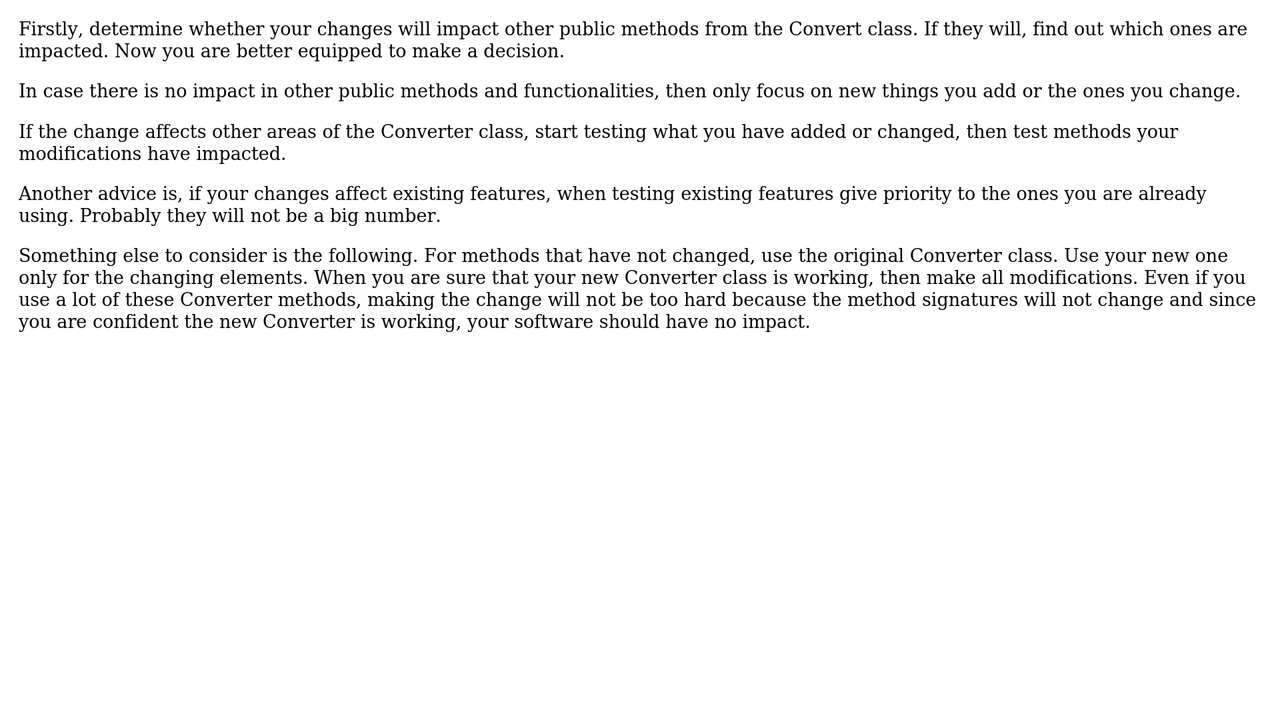 Firstly, determine whether your changes will impact other public methods from the Convert class. If they will, find out which ones are
impacted. Now you are better equipped to make a decision.
In case there is no impact in other public methods and functionalities, then only focus on new things you add or the ones you change.
If the change affects other areas of the Converter class, start testing what you have added or changed, then test methods your
modifications have impacted.
Another advice is, if your changes affect existing features, when testing existing features give priority to the ones you are already
using. Probably they will not be a big number.
Something else to consider is the following. For methods that have not changed, use the original Converter class. Use your new one
only for the changing elements. When you are sure that your new Converter class is working, then make all modifications. Even if you
use a lot of these Converter methods, making the change will not be too hard because the method signatures will not change and since
you are confident the new Converter is working, your software should have no impact.